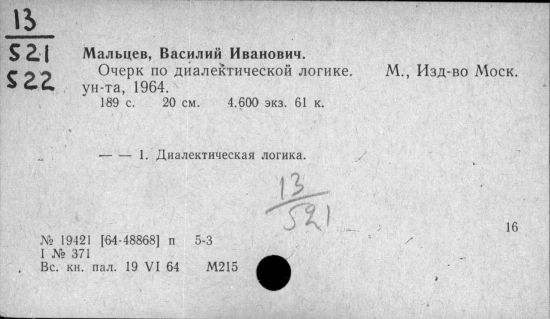 13
521
522
Мальцев, Василий Иванович.
Очерк по диалектической логике. М., Изд-во Моск.
ун-та, 1964.
189 с. 20 см. 4.600 экз. 61 к.
— — 1. Диалектическая логика.
13
521
16
№ 19421 [64-48868] п 5-3
I № 371
Вс. кн. пал. 19 VI 64 М215